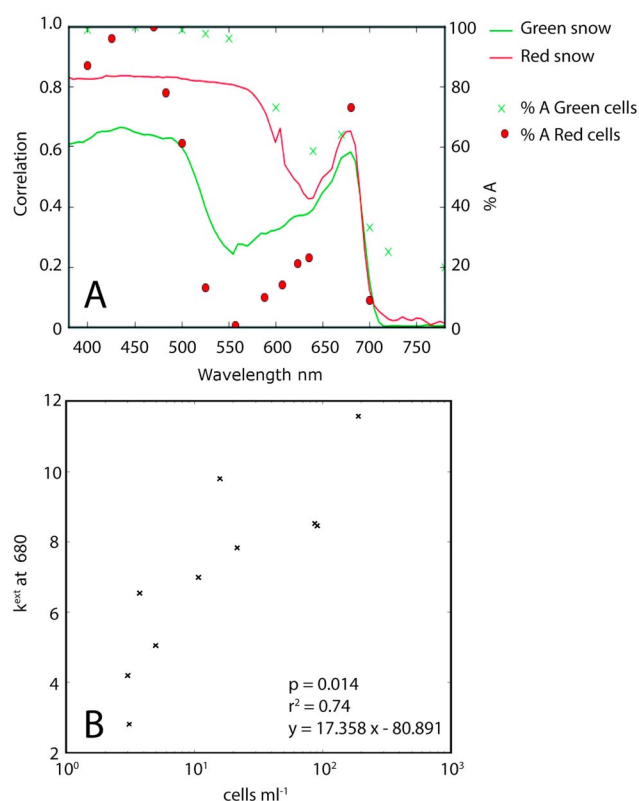 1.0
0.8
0.6
0.4
0.2
0
Correlation
100
80
60
40
20
0
% A
A
400 450 500 550 600 650 700 750
Wavelength nm
Green snow
Red snow
% A Green cells
% A Red cells
12
10
8
6
4
2
kᵉˣᵗ at 680
B
p = 0.014
r² = 0.74
y = 17.358 x - 80.891
10⁰ 10¹ 10² 10³
cells ml⁻¹